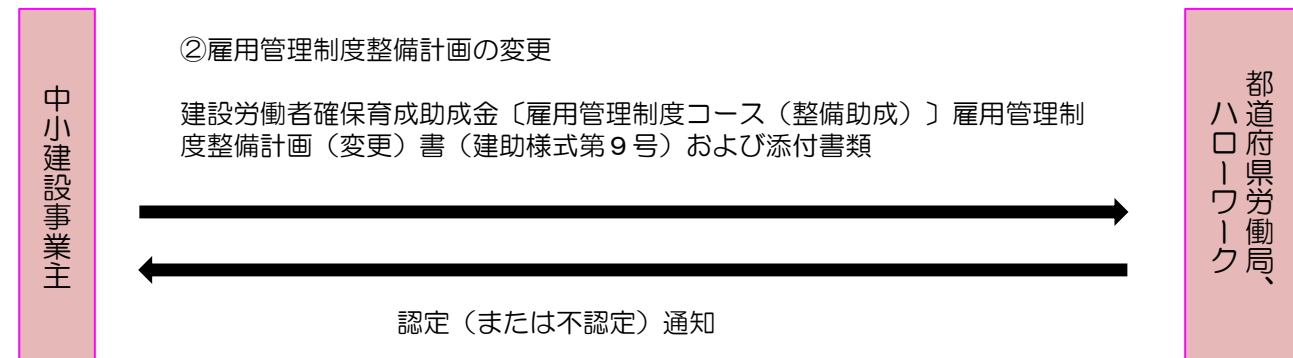 中小建設事業主
②雇用管理制度整備計画の変更
建設労働者確保育成助成金〔雇用管理制度コース（整備助成）〕雇用管理制
度整備計画（変更）書（建助様式第９号）および添付書類
認定（または不認定）通知
都道府県労働局、
ハローワーク